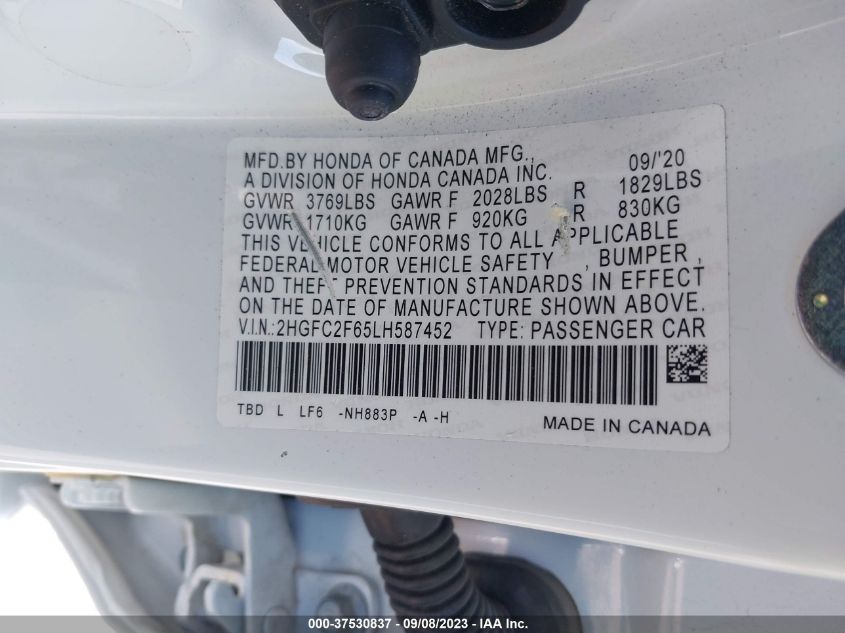 MFD.BY HONDA OF CANADA MFG., 09/'20
A DIVISION OF HONDA CANADA INC.
GVWR 3769LBS GAWR F 2028LBS R 1829LBS
GVWR 1710KG GAWR F 920KG R 830KG
THIS VEHICLE CONFORMS TO ALL APPLICABLE
FEDERAL MOTOR VEHICLE SAFETY , BUMPER ,
AND THEFT PREVENTION STANDARDS IN EFFECT
ON THE DATE OF MANUFACTURE SHOWN ABOVE.
V.I.N.:2HGFC2F65LH587452 TYPE: PASSENGER CAR
TBD L LF6 -NH883P -A -H
MADE IN CANADA
000-37530837 - 09/08/2023 - IAA Inc.